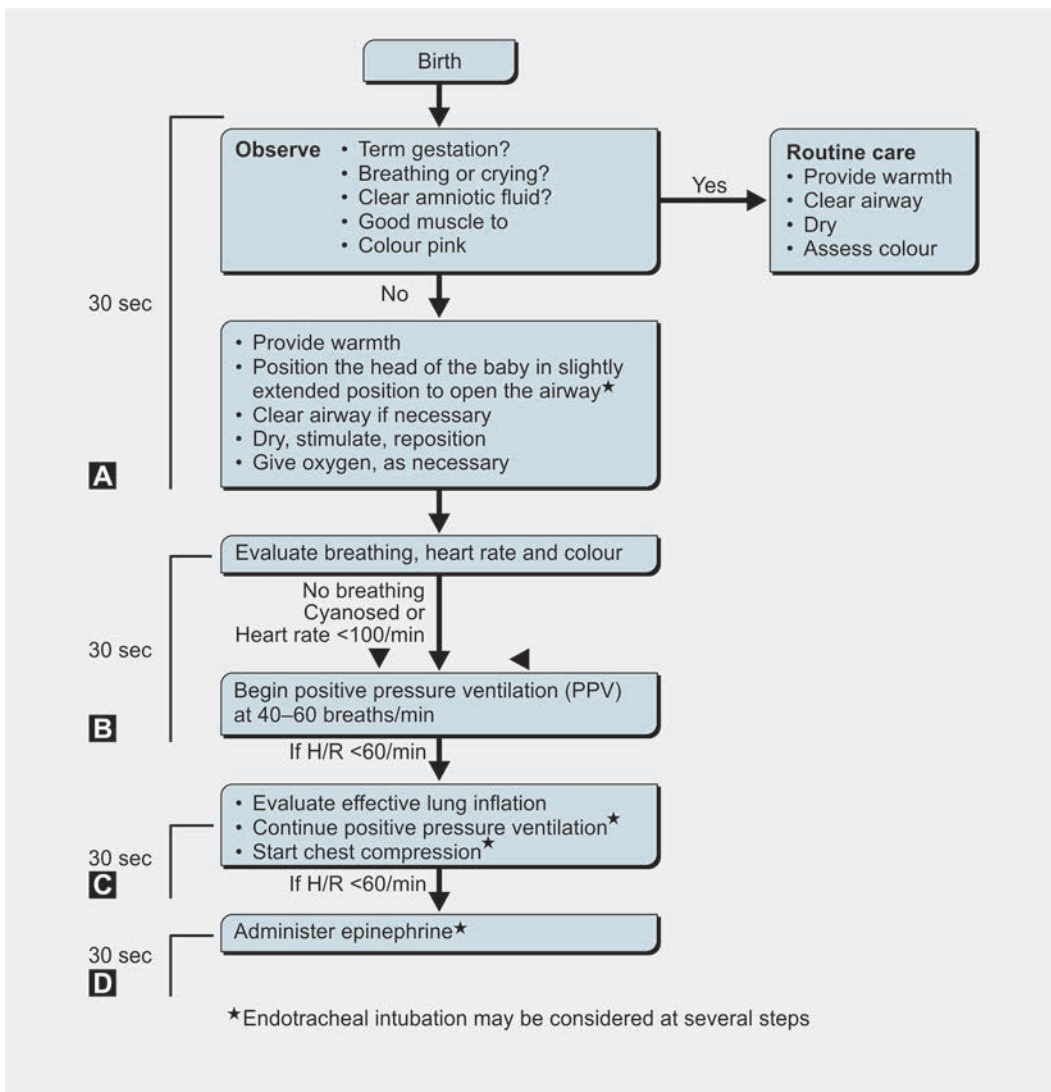 Birth
Observe • Term gestation?
• Breathing or crying?
• Clear amniotic fluid?
• Good muscle to
• Colour pink
Yes
Routine care
• Provide warmth
• Clear airway
• Dry
• Assess colour
No
30 sec
• Provide warmth
• Position the head of the baby in slightly
extended position to open the airway★
• Clear airway if necessary
• Dry, stimulate, reposition
• Give oxygen, as necessary
A
Evaluate breathing, heart rate and colour
No breathing
Cyanosed or
Heart rate <100/min
30 sec
Begin positive pressure ventilation (PPV)
at 40–60 breaths/min
B
If H/R <60/min
• Evaluate effective lung inflation
• Continue positive pressure ventilation★
• Start chest compression★
30 sec
C
If H/R <60/min
Administer epinephrine★
30 sec
D
★Endotracheal intubation may be considered at several steps